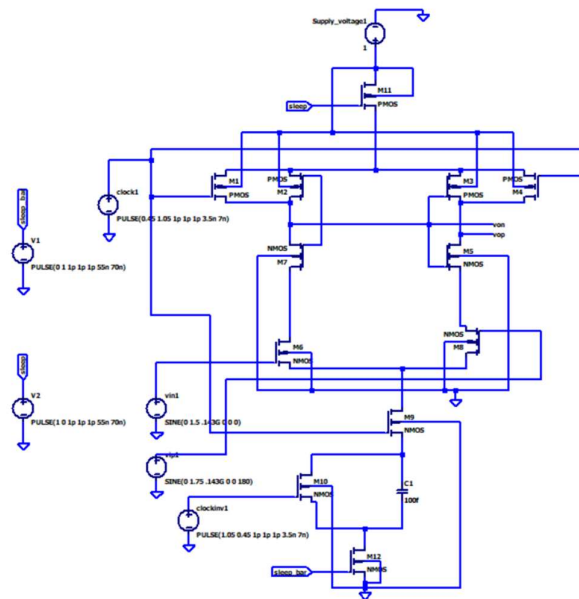 Supply_voltage1
1
M11
sleep
PMOS
M1
PMOS
PMOS
M2
M3
PMOS
PMOS
M4
clock1
PULSE(0.45 1.05 1p 1p 1p 3.5n 7n)
sleep_bar
von
vop
V1
PULSE(0 1 1p 1p 1p 55n 70n)
NMOS
M7
M5
NMOS
M6
NMOS
NMOS
M8
sleep
V2
PULSE(1 0 1p 1p 1p 55n 70n)
vin1
SINE(0 1.5 .143G 0 0 0)
M9
NMOS
SINE(0 1.75 .143G 0 0 180)
M10
NMOS
C1
100f
clockinv1
PULSE(1.05 0.45 1p 1p 1p 3.5n 7n)
M12
sleep_bar
NMOS